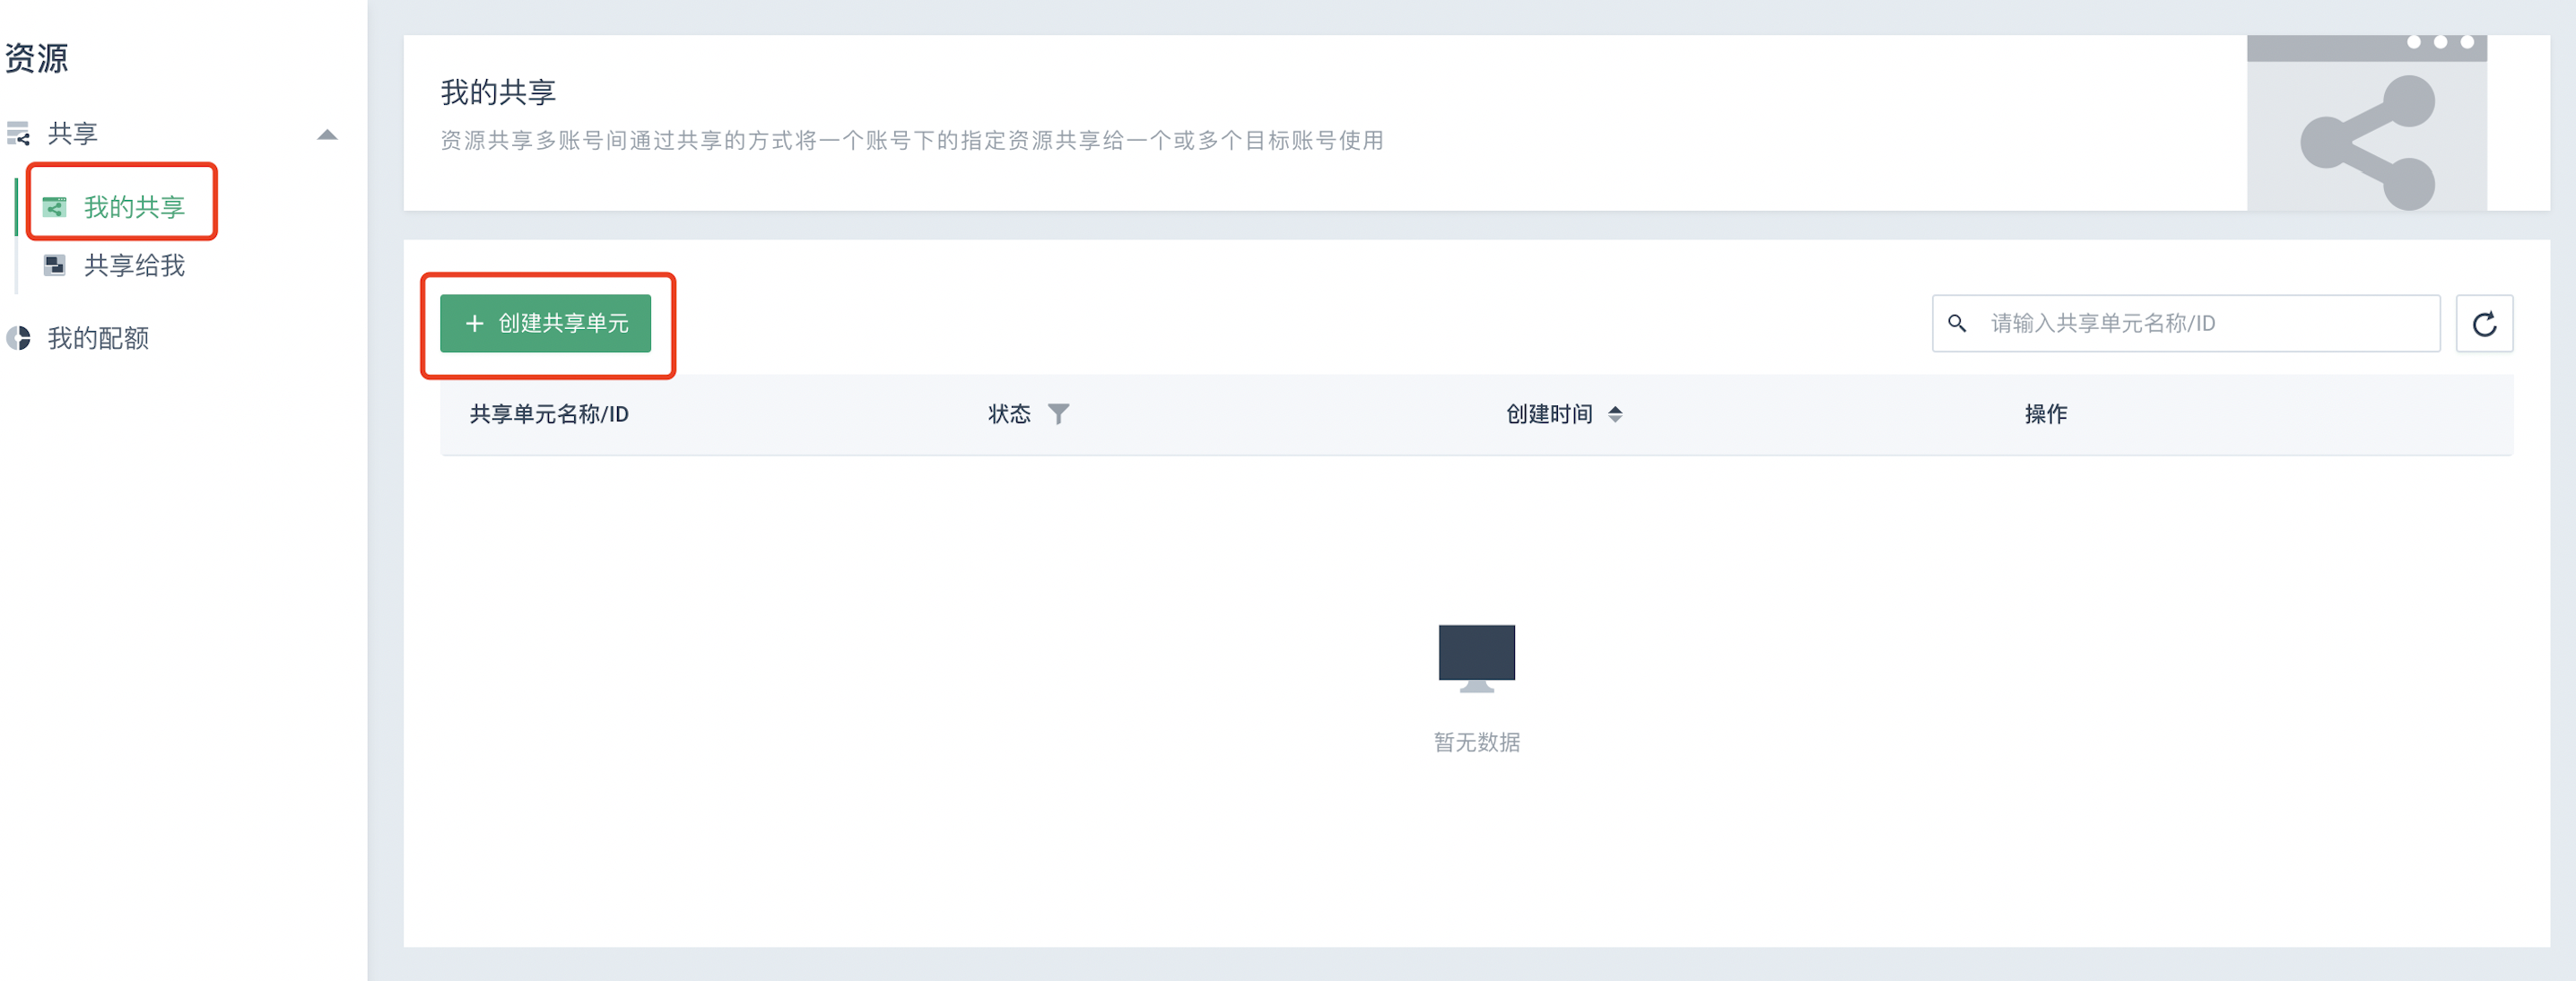 资源
共享
我的共享
共享给我
我的配额
我的共享
资源共享多账号间通过共享的方式将一个账号下的指定资源共享给一个或多个目标账号使用
+ 创建共享单元
请输入共享单元名称/ID
共享单元名称/ID 状态 创建时间 操作
暂无数据